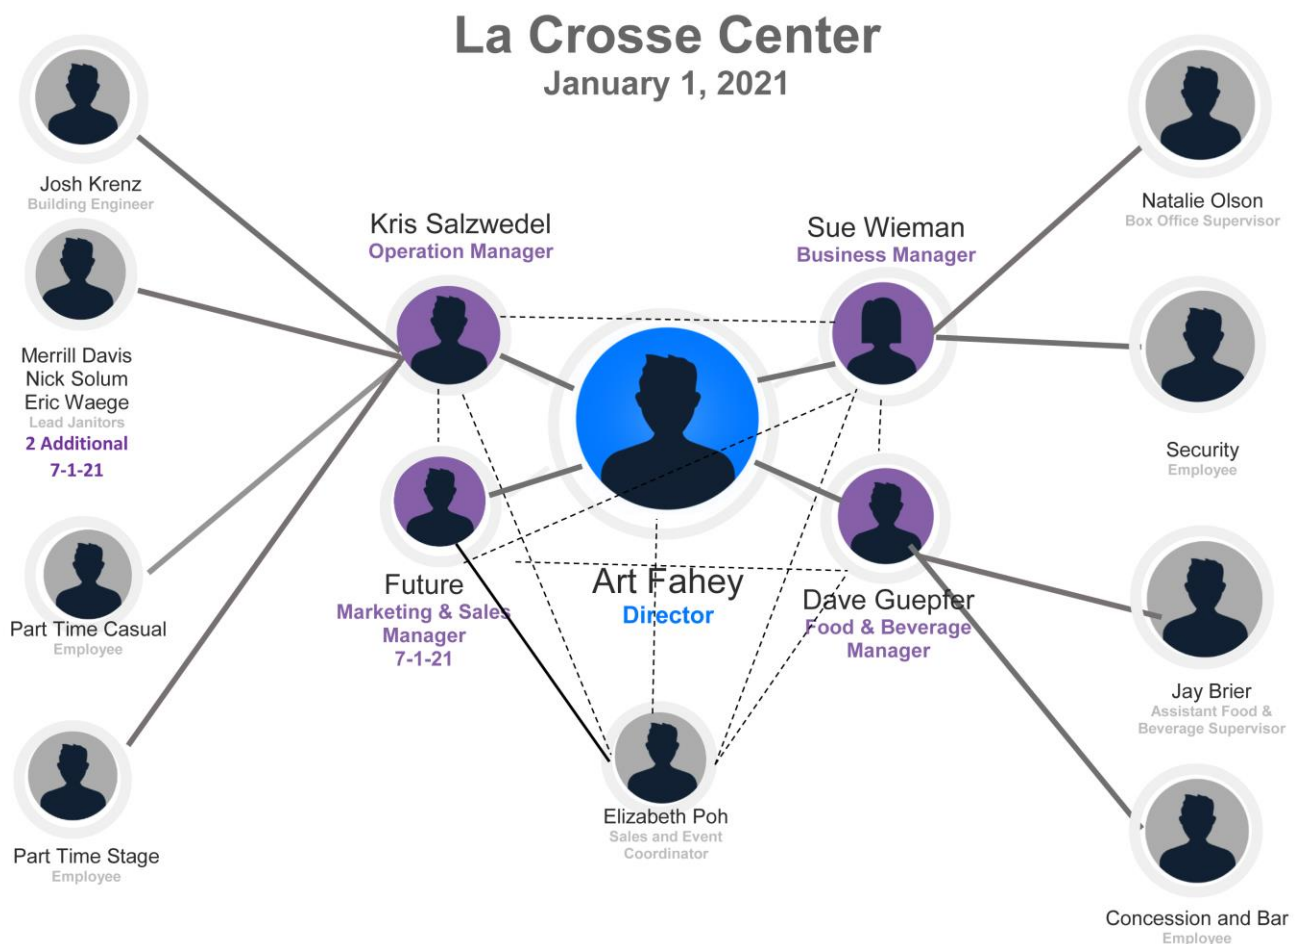 La Crosse Center
January 1, 2021
Josh Krenz
Building Engineer
Merrill Davis
Nick Solum
Eric Waege
Lead Janitors
2 Additional
7-1-21
Part Time Casual
Employee
Part Time Stage
Employee
Kris Salzwedel
Operation Manager
Future
Marketing & Sales
Manager
7-1-21
Art Fahey
Director
Elizabeth Poh
Sales and Event
Coordinator
Sue Wieman
Business Manager
Dave Guepfer
Food & Beverage
Manager
Natalie Olson
Box Office Supervisor
Security
Employee
Jay Brier
Assistant Food &
Beverage Supervisor
Concession and Bar
Employee